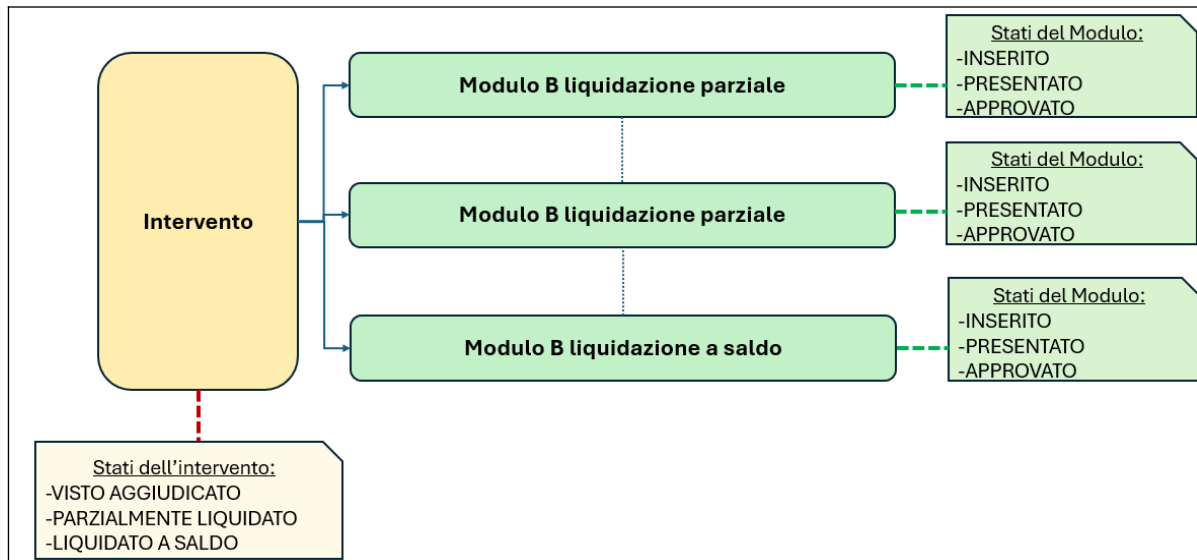 Intervento
Modulo B liquidazione parziale
Stati del Modulo:
-INSERITO
-PRESENTATO
-APPROVATO
Modulo B liquidazione parziale
Stati del Modulo:
-INSERITO
-PRESENTATO
-APPROVATO
Modulo B liquidazione a saldo
Stati del Modulo:
-INSERITO
-PRESENTATO
-APPROVATO
Stati dell’intervento:
-VISTO AGGIUDICATO
-PARZIALMENTE LIQUIDATO
-LIQUIDATO A SALDO